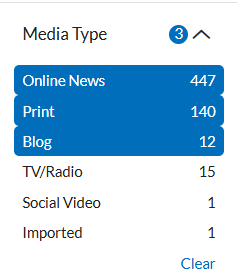 Media Type 3
Online News 447
Print 140
Blog 12
TV/Radio 15
Social Video 1
Imported 1
Clear